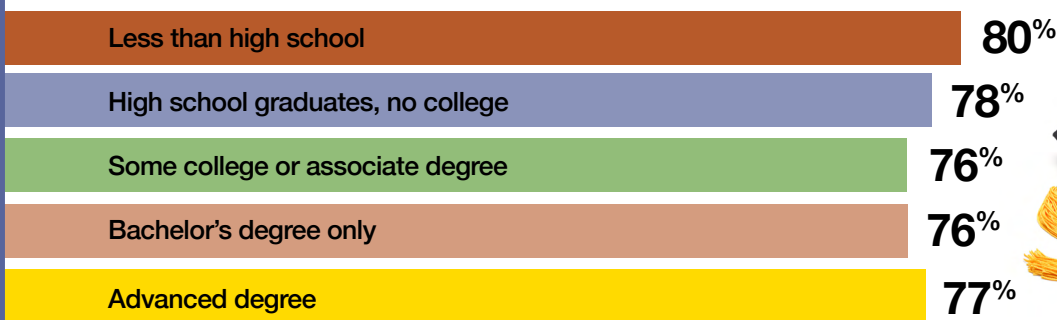 Less than high school 80%
High school graduates, no college 78%
Some college or associate degree 76%
Bachelor’s degree only 76%
Advanced degree 77%